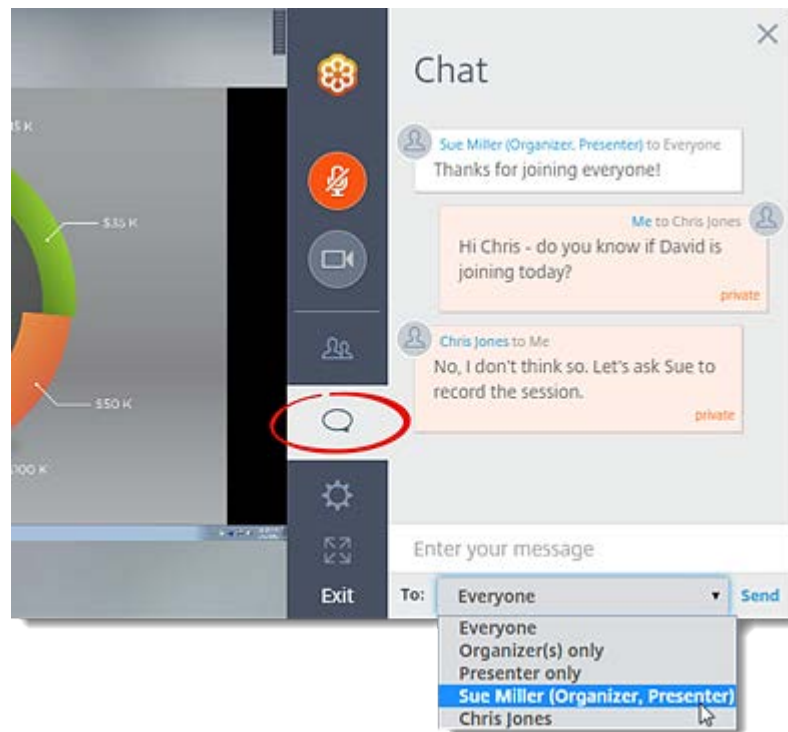 Chat
Sue Miller (Organizer, Presenter) to Everyone
Thanks for joining everyone!
Me to Chris Jones
Hi Chris - do you know if David is
joining today?
private
Chris Jones to Me
No, I don't think so. Let's ask Sue to
record the session.
private
$35 K
$50 K
Enter your message
Exit
To: Everyone Send
Everyone
Organizer(s) only
Presenter only
Sue Miller (Organizer, Presenter)
Chris Jones